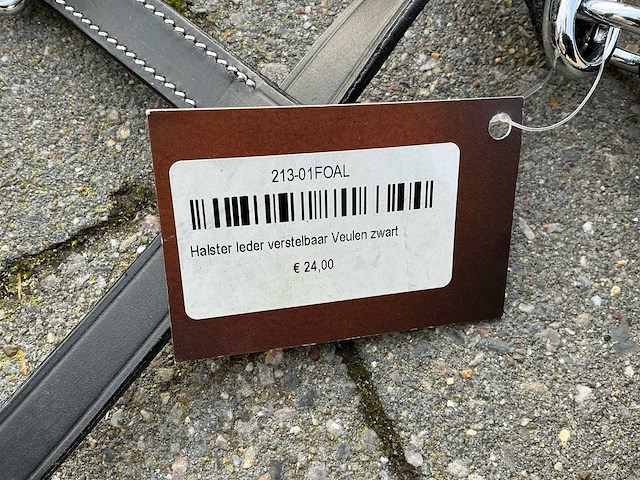 213-01FOAL
Halster leder verstelbaar Veulen zwart
€ 24,00